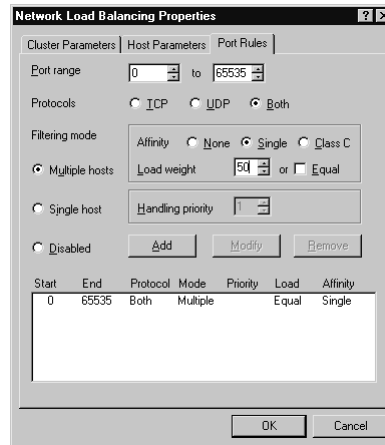 Network Load Balancing Properties ? x
Cluster Parameters Host Parameters Port Rules
Port range 0 to 65535
Protocols TCP UDP Both
Filtering mode Affinity None Single Class C
Multiple hosts Load weight 50 or Equal
Single host Handling priority 1
Disabled Add Modify Remove
Start End Protocol Mode Priority Load Affinity
0 65535 Both Multiple Equal Single
OK Cancel